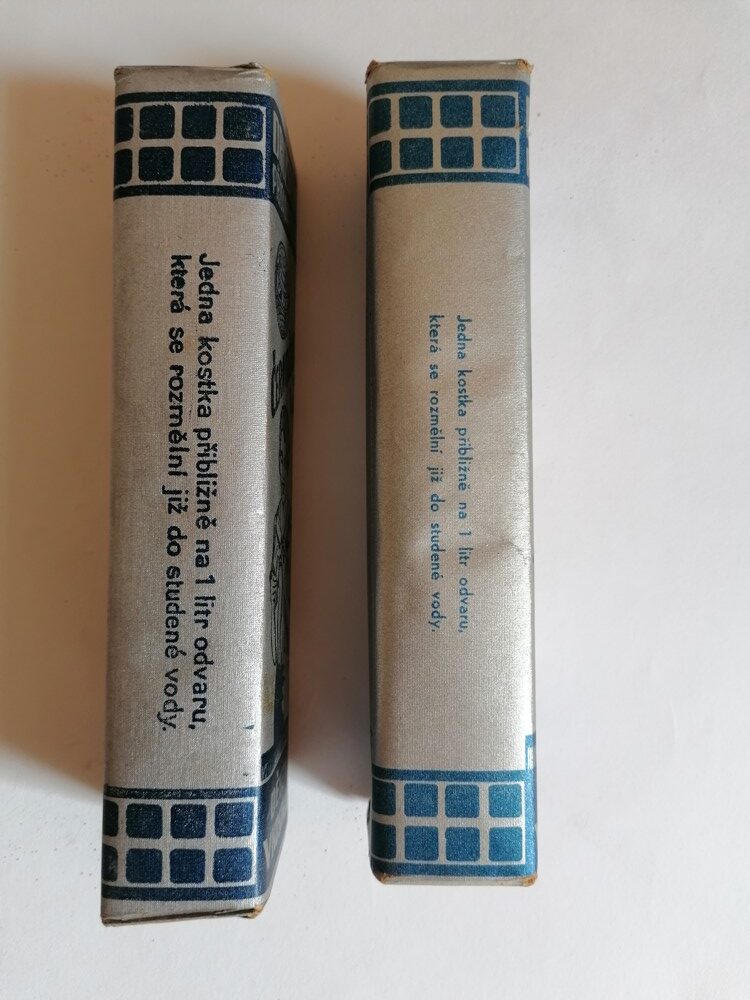 Jedna kostka přibližně na 1 litr odvaru,
která se rozmělní již do studené vody.
Jedna kostka přibližně na 1 litr odvaru,
která se rozmělní již do studené vody.